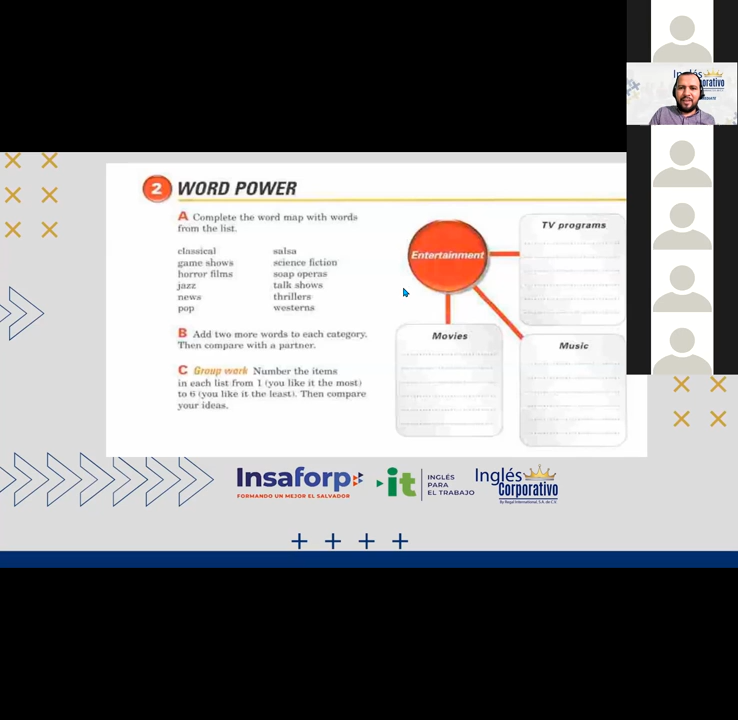 2 WORD POWER
A Complete the word map with words
from the list.
classical
game shows
horror films
jazz
news
pop
salsa
science fiction
soap operas
talk shows
thrillers
westerns
B Add two more words to each category.
Then compare with a partner.
C Group work Number the items
in each list from 1 (you like it the most)
to 6 (you like it the least). Then compare
your ideas.
Entertainment
TV programs
Movies
Music
Insaforp
FORMANDO UN MEJOR EL SALVADOR
it
INGLÉS
PARA
EL TRABAJO
Inglés
Corporativo